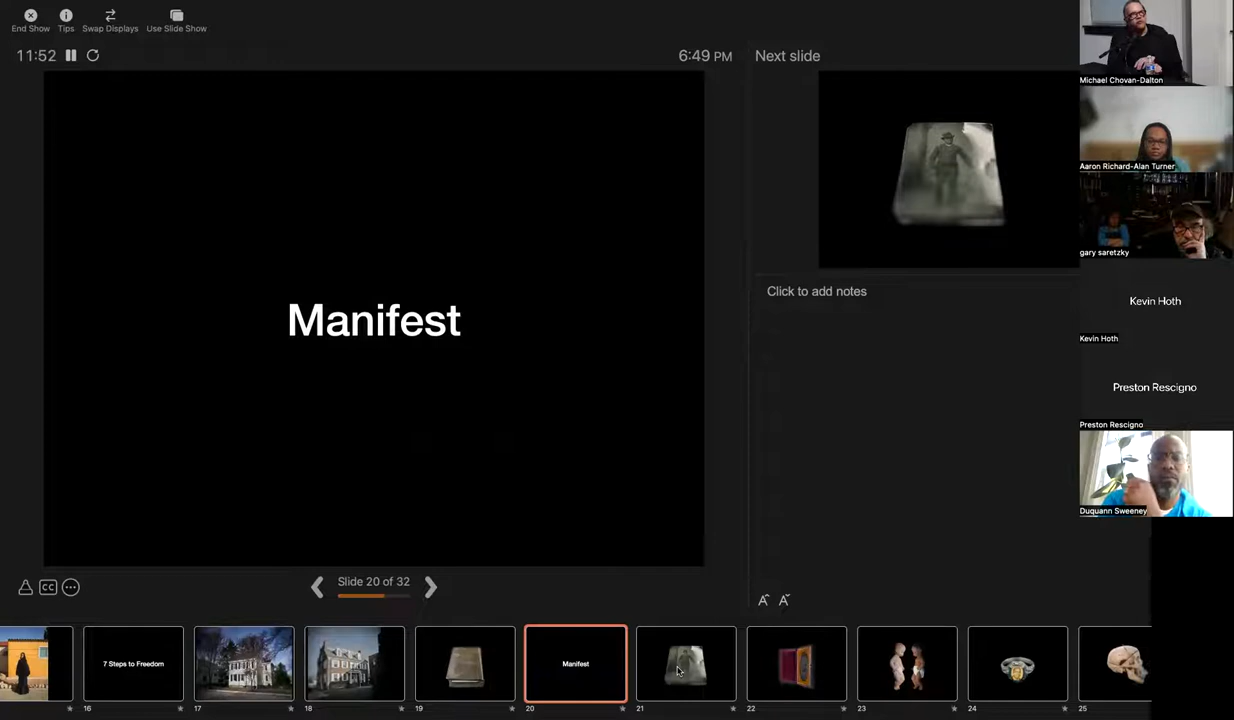 End Show Tips Swap Displays Use Slide Show
11:52
6:49 PM
Next slide
Manifest
Click to add notes
CC
Slide 20 of 32
A A
7 Steps to Freedom
Manifest
16 17 18 19 20 21 22 23 24 25
Michael Chovan-Dalton
Aaron Richard-Alan Turner
gary saretzky
Kevin Hoth
Kevin Hoth
Preston Rescigno
Preston Rescigno
Duquann Sweeney